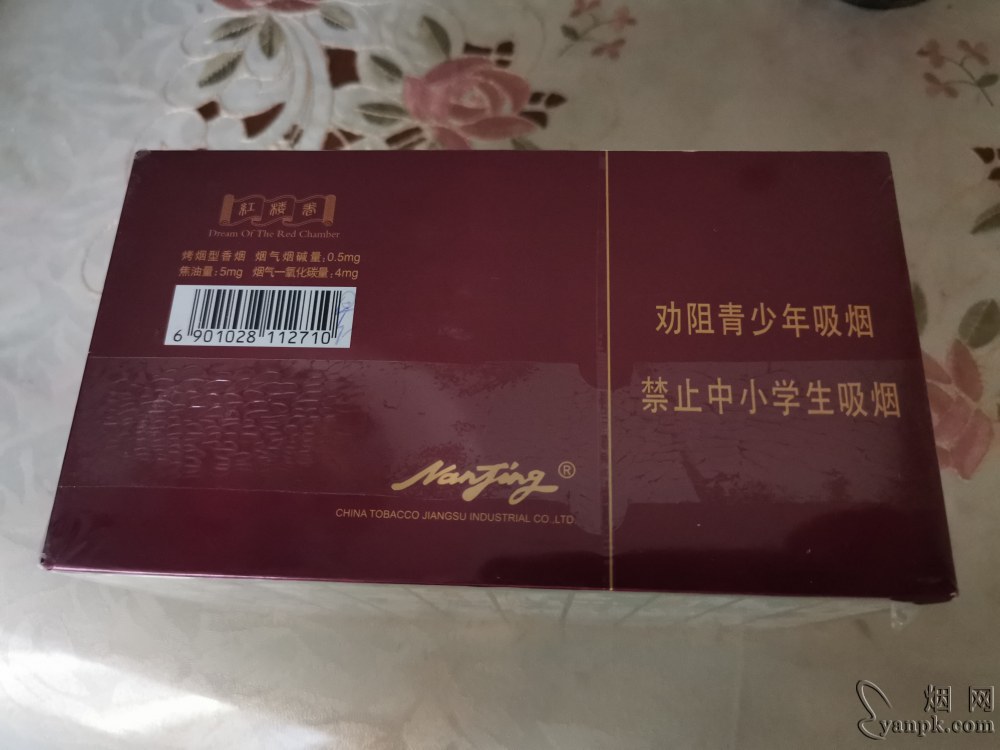 紅楼梦
Dream Of The Red Chamber
烤烟型香烟 烟气烟碱量:0.5mg
焦油量:5mg 烟气一氧化碳量:4mg
6 901028 112710
劝阻青少年吸烟
禁止中小学生吸烟
NanJing®
CHINA TOBACCO JIANGSU INDUSTRIAL CO.,LTD.
烟网
yanpk.com